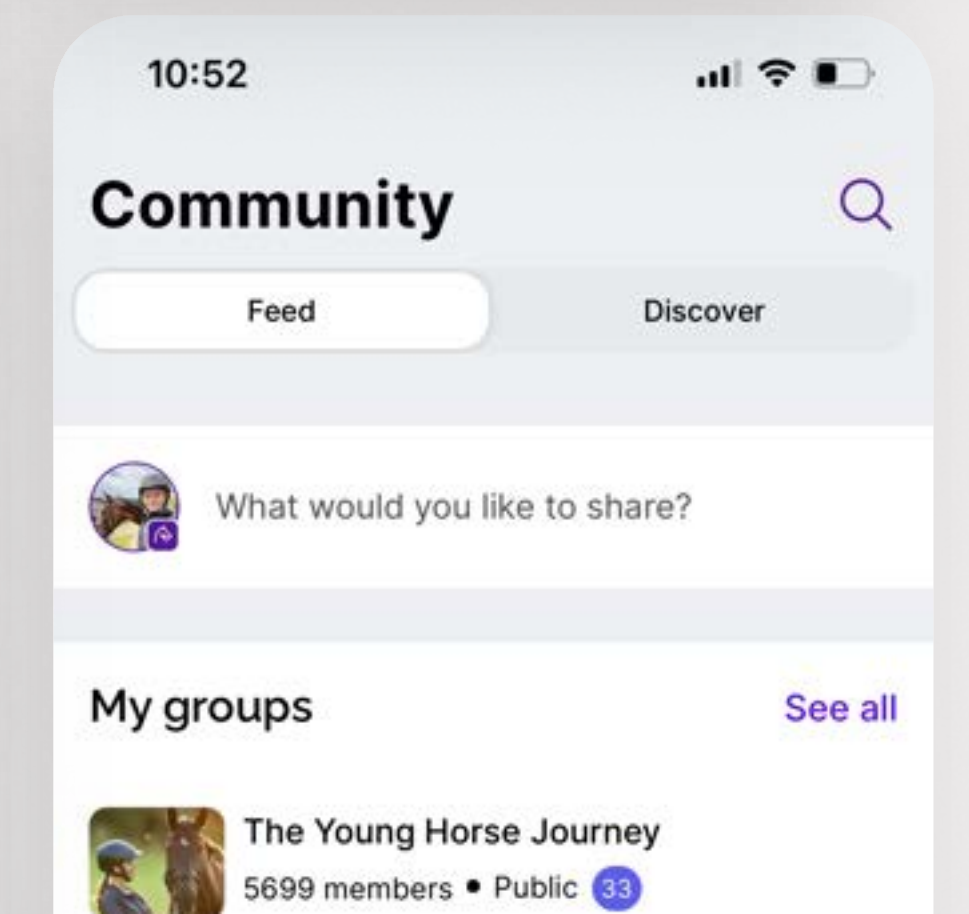 10:52
Community
Feed
Discover
What would you like to share?
My groups
See all
The Young Horse Journey
5699 members • Public 33